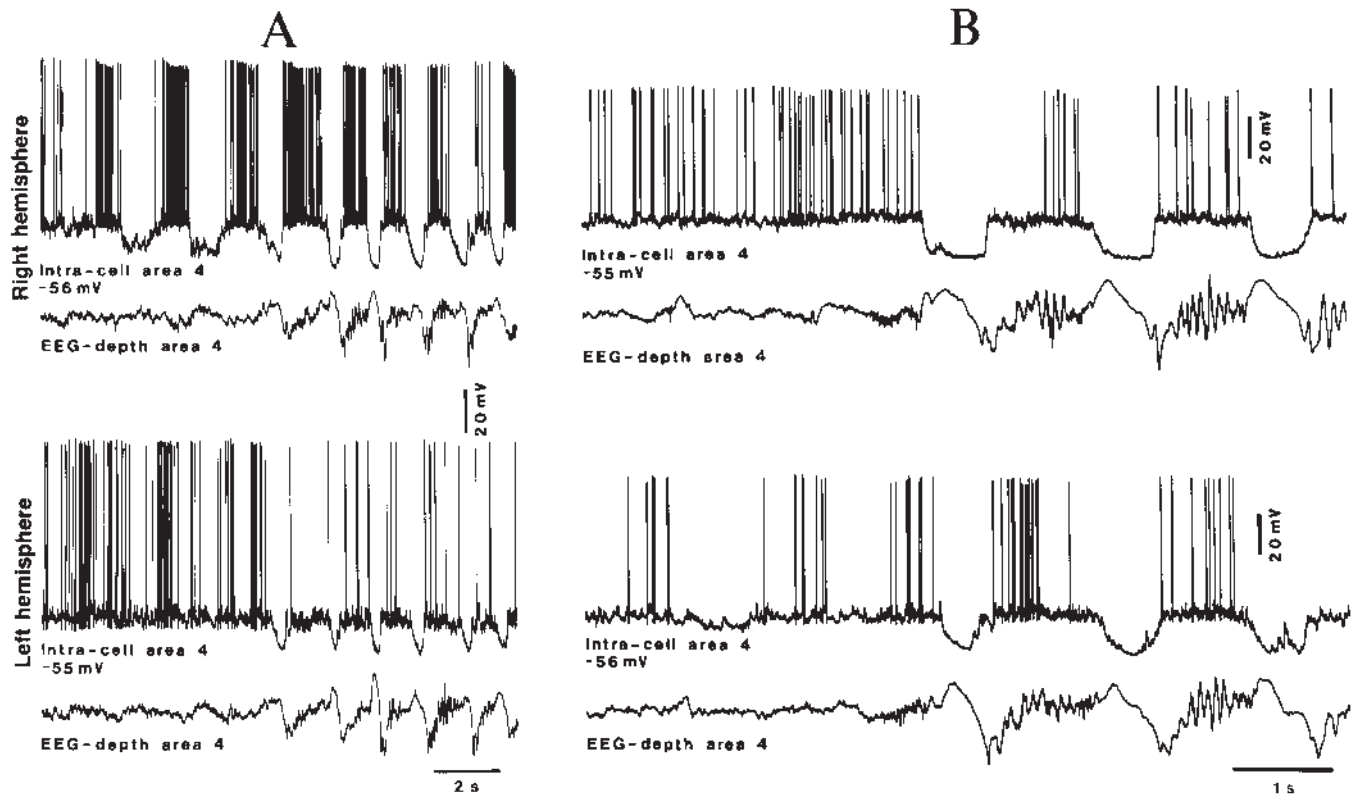 A
B
Right hemisphere
Intra-cell area 4
-56 mV
EEG-depth area 4
20 mV
Intra-cell area 4
-55 mV
EEG-depth area 4
20 mV
Left hemisphere
Intra-cell area 4
-55 mV
EEG-depth area 4
2 s
Intra-cell area 4
-56 mV
EEG-depth area 4
20 mV
1 s